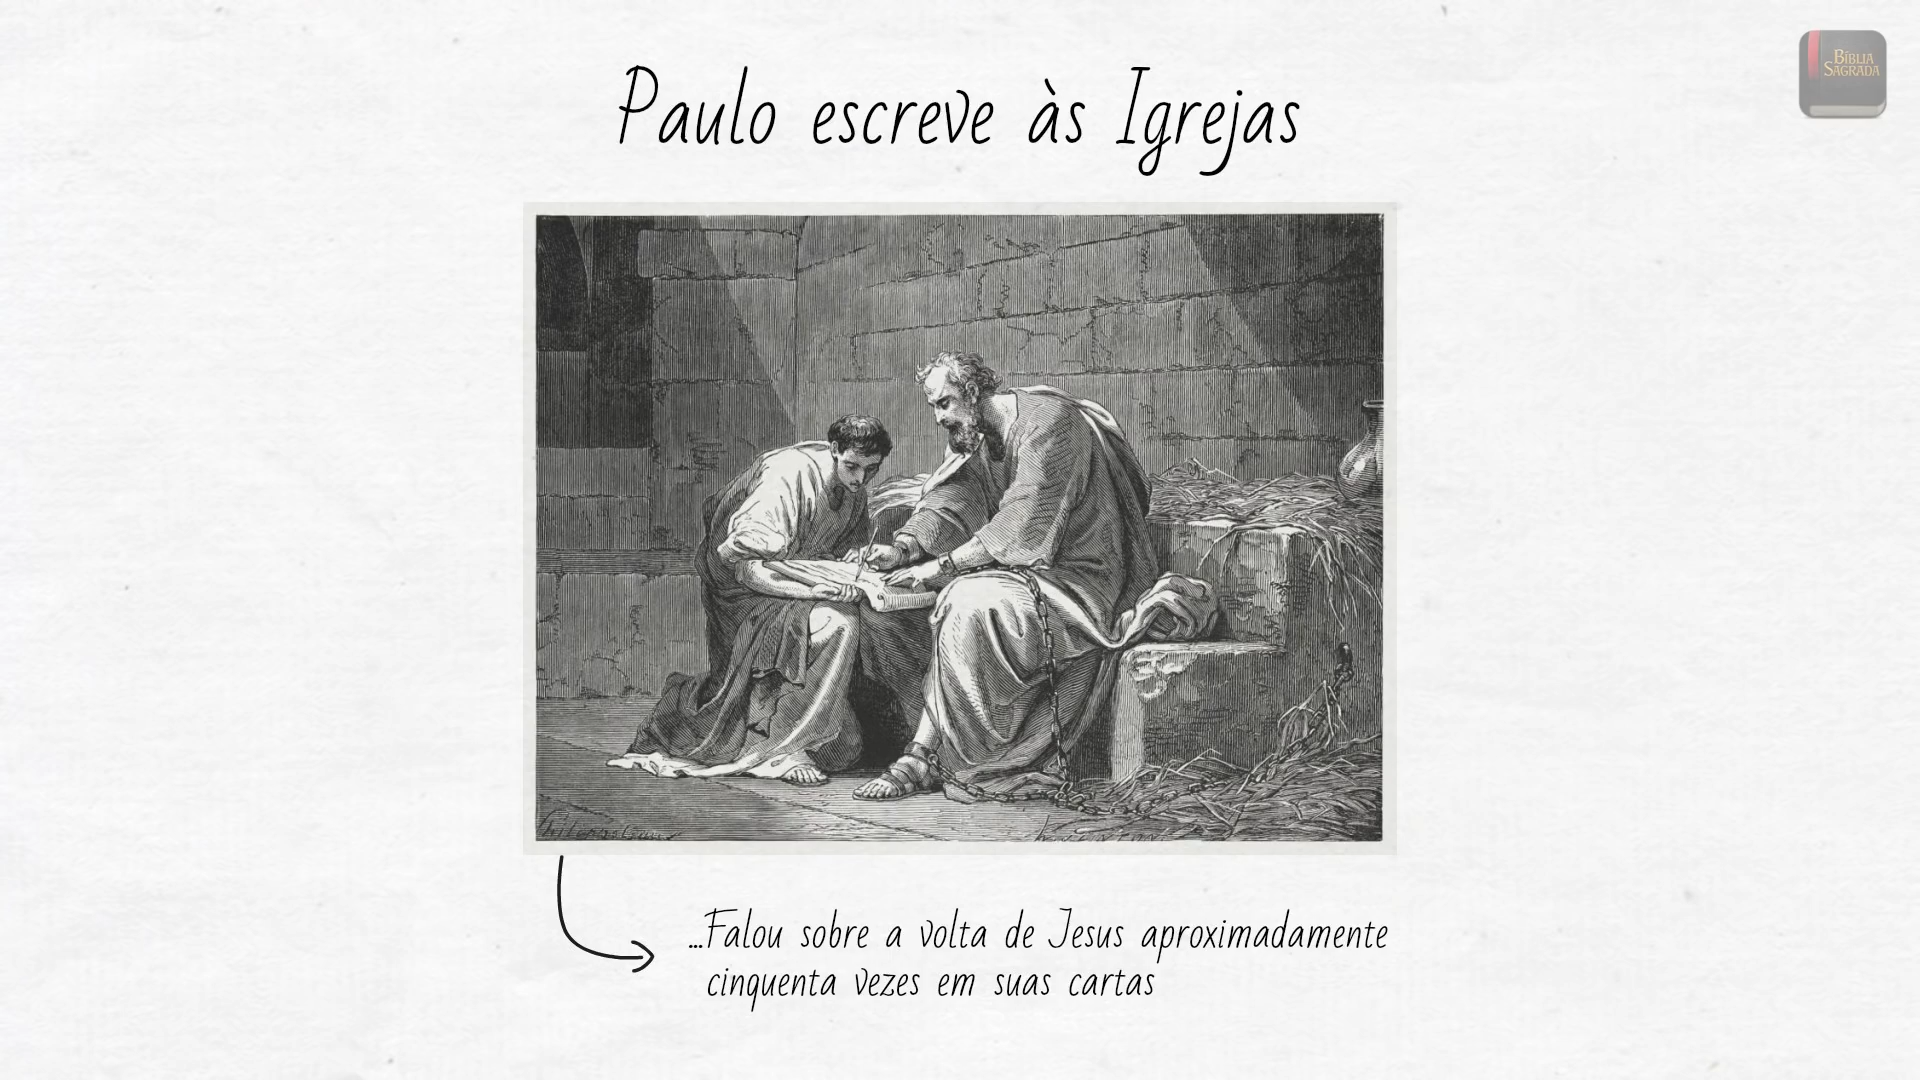 Paulo escreve às Igrejas
BÍBLIA
SAGRADA
...Falou sobre a volta de Jesus aproximadamente
cinquenta vezes em suas cartas